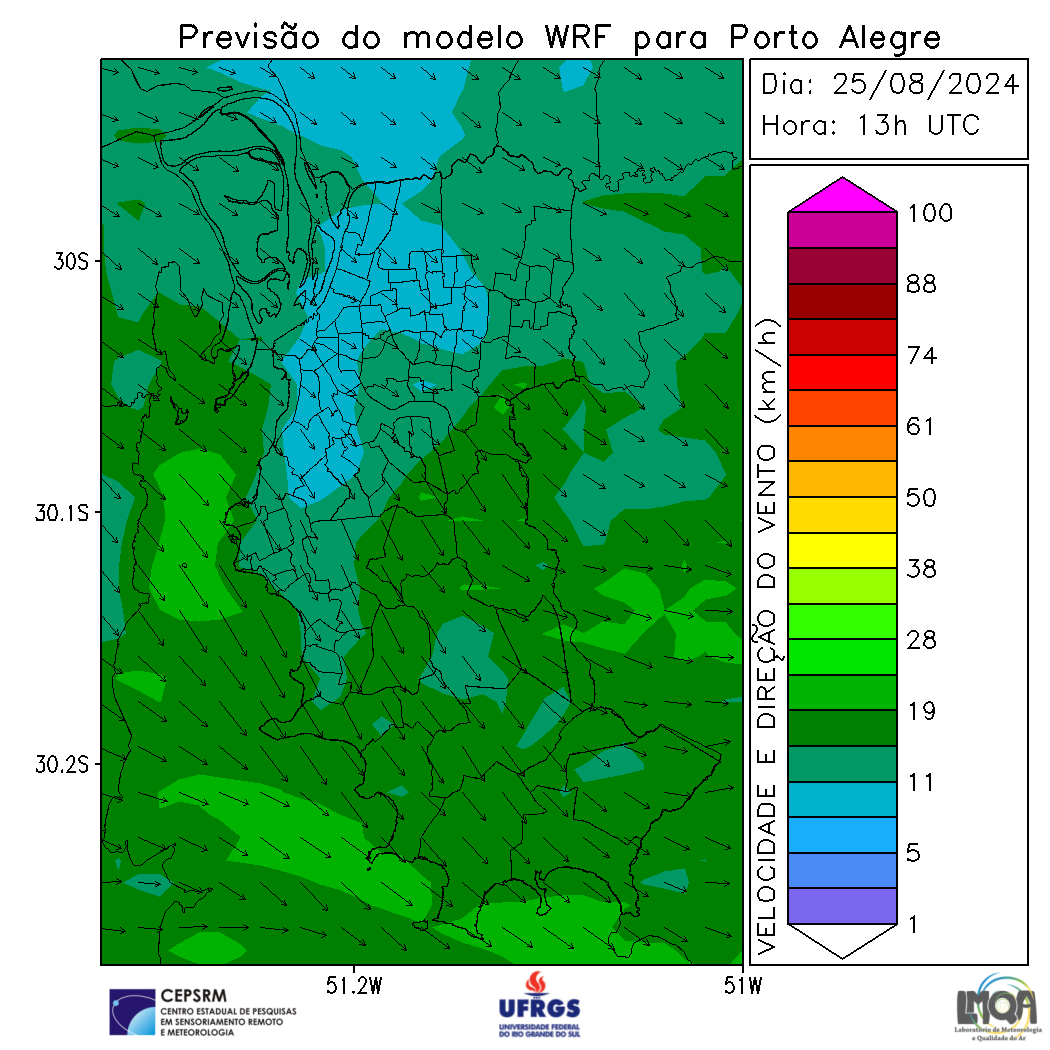 Previsão do modelo WRF para Porto Alegre
Dia: 25/08/2024
Hora: 13h UTC
30S
30.1S
30.2S
51.2W
51W
VELOCIDADE E DIREÇÃO DO VENTO (km/h)
100
88
74
61
50
38
28
19
11
5
1
CEPSRM
CENTRO ESTADUAL DE PESQUISAS
EM SENSORIAMENTO REMOTO
E METEOROLOGIA
UFRGS
UNIVERSIDADE FEDERAL
DO RIO GRANDE DO SUL
LMQA
Laboratório de Meteorologia
e Qualidade do Ar